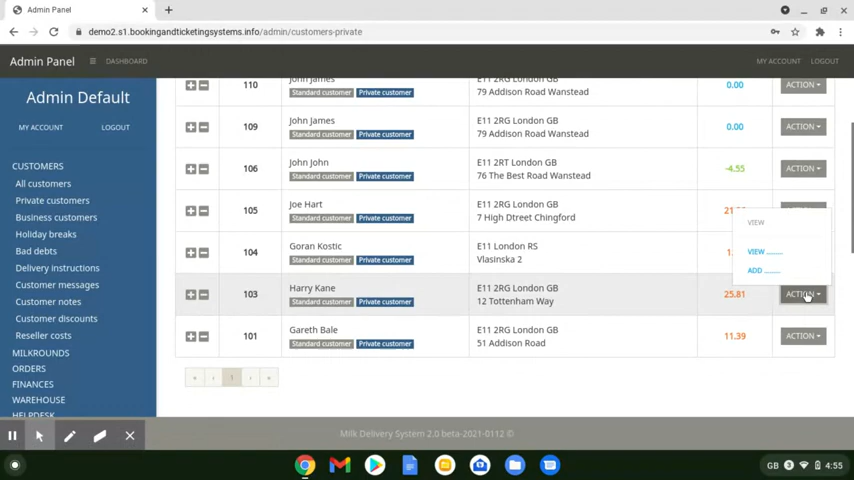 Admin Panel
demo2.s1.bookingandticketingsystems.info/admin/customers-private
Admin Panel
DASHBOARD
MY ACCOUNT
LOGOUT
Admin Default
MY ACCOUNT
LOGOUT
CUSTOMERS
All customers
Private customers
Business customers
Holiday breaks
Bad debts
Delivery instructions
Customer messages
Customer notes
Customer discounts
Reseller costs
MILKROUNDS
ORDERS
FINANCES
WAREHOUSE
HELPDESK
110
John James
Standard customer Private customer
E11 2RG London GB
79 Addison Road Wanstead
0.00
ACTION
109
John James
Standard customer Private customer
E11 2RG London GB
79 Addison Road Wanstead
0.00
ACTION
106
John John
Standard customer Private customer
E11 2RT London GB
76 The Best Road Wanstead
-4.55
ACTION
105
Joe Hart
Standard customer Private customer
E11 2RG London GB
7 High Dtreet Chingford
VIEW
VIEW ..........
ADD .........
104
Goran Kostic
Standard customer Private customer
E11 London RS
Vlasinska 2
103
Harry Kane
Standard customer Private customer
E11 2RG London GB
12 Tottenham Way
25.81
ACTION
101
Gareth Bale
Standard customer Private customer
E11 2RG London GB
51 Addison Road
11.39
ACTION
« ‹ 1 › »
Milk Delivery System 2.0 beta-2021-0112 ©
GB 3 4:55